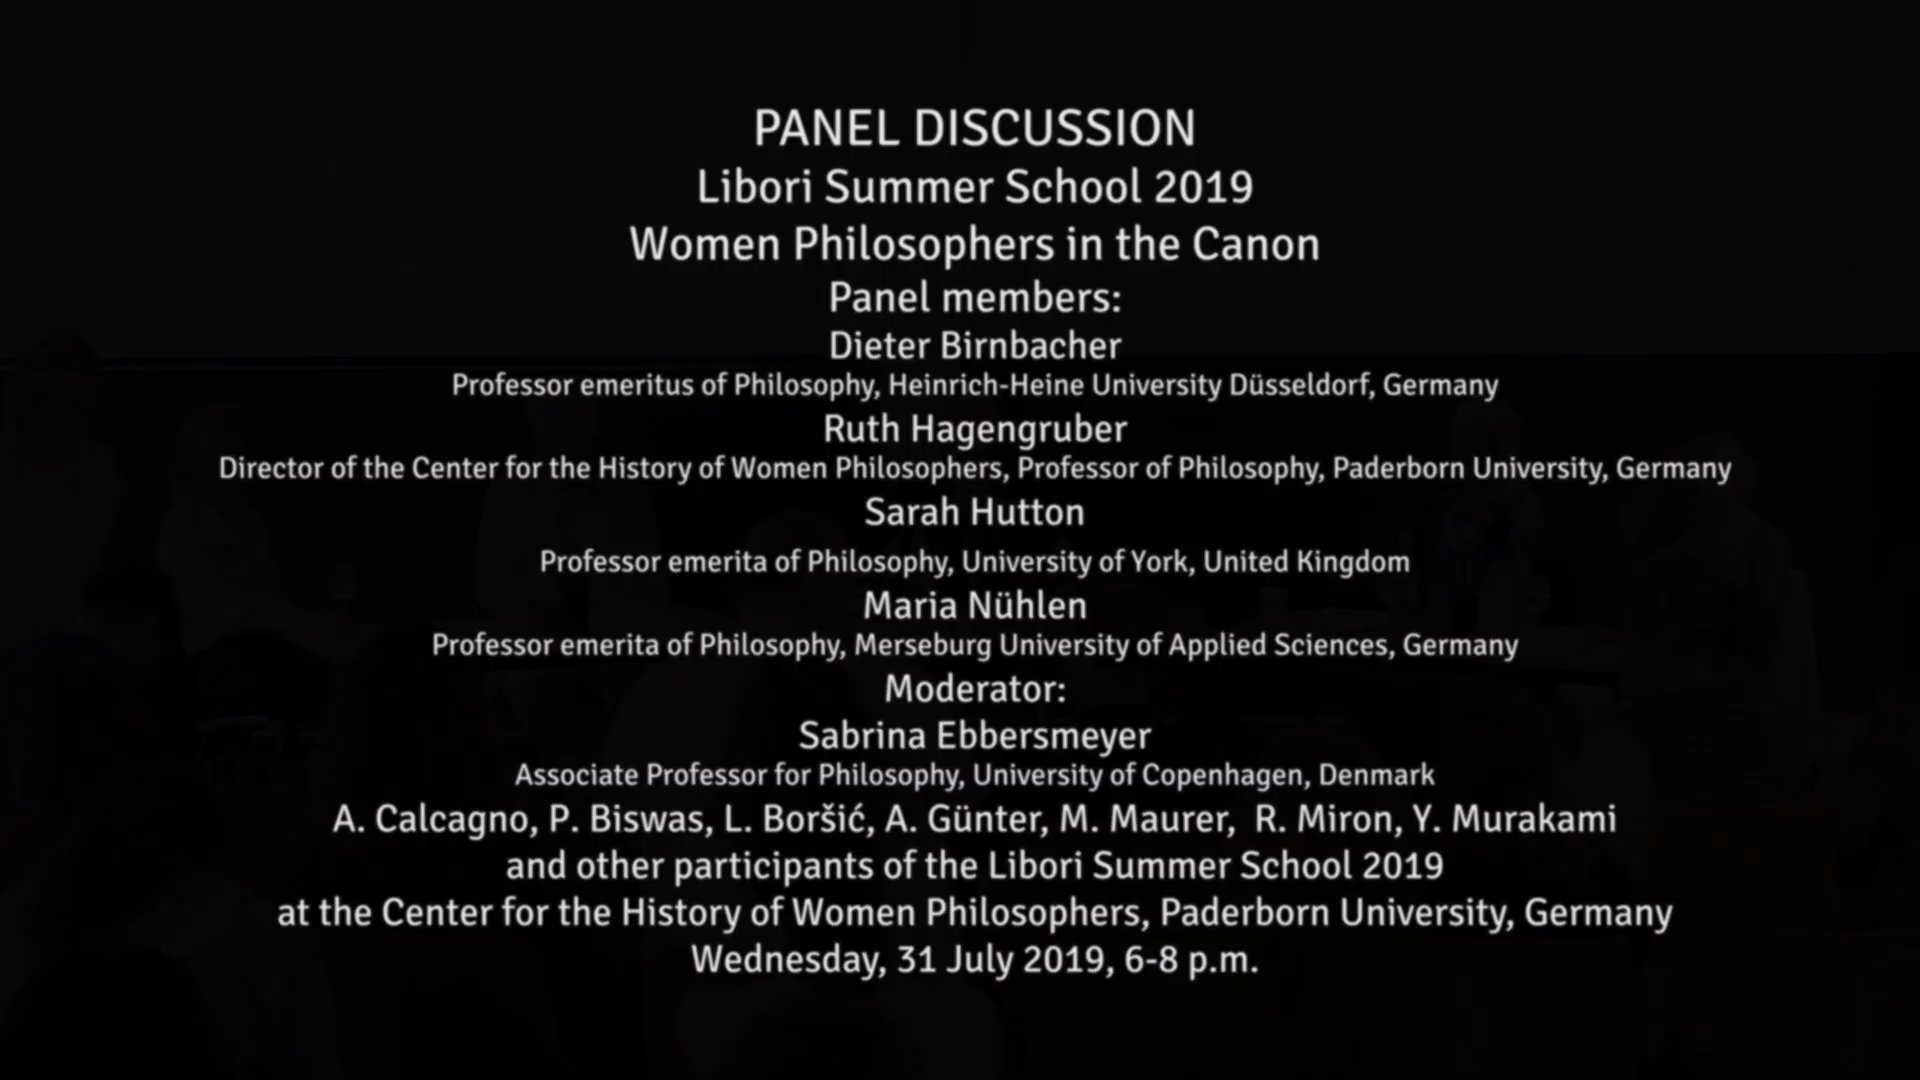 PANEL DISCUSSION
Libori Summer School 2019
Women Philosophers in the Canon
Panel members:
Dieter Birnbacher
Professor emeritus of Philosophy, Heinrich-Heine University Düsseldorf, Germany
Ruth Hagengruber
Director of the Center for the History of Women Philosophers, Professor of Philosophy, Paderborn University, Germany
Sarah Hutton
Professor emerita of Philosophy, University of York, United Kingdom
Maria Nühlen
Professor emerita of Philosophy, Merseburg University of Applied Sciences, Germany
Moderator:
Sabrina Ebbersmeyer
Associate Professor for Philosophy, University of Copenhagen, Denmark
A. Calcagno, P. Biswas, L. Boršić, A. Günter, M. Maurer, R. Miron, Y. Murakami
and other participants of the Libori Summer School 2019
at the Center for the History of Women Philosophers, Paderborn University, Germany
Wednesday, 31 July 2019, 6-8 p.m.